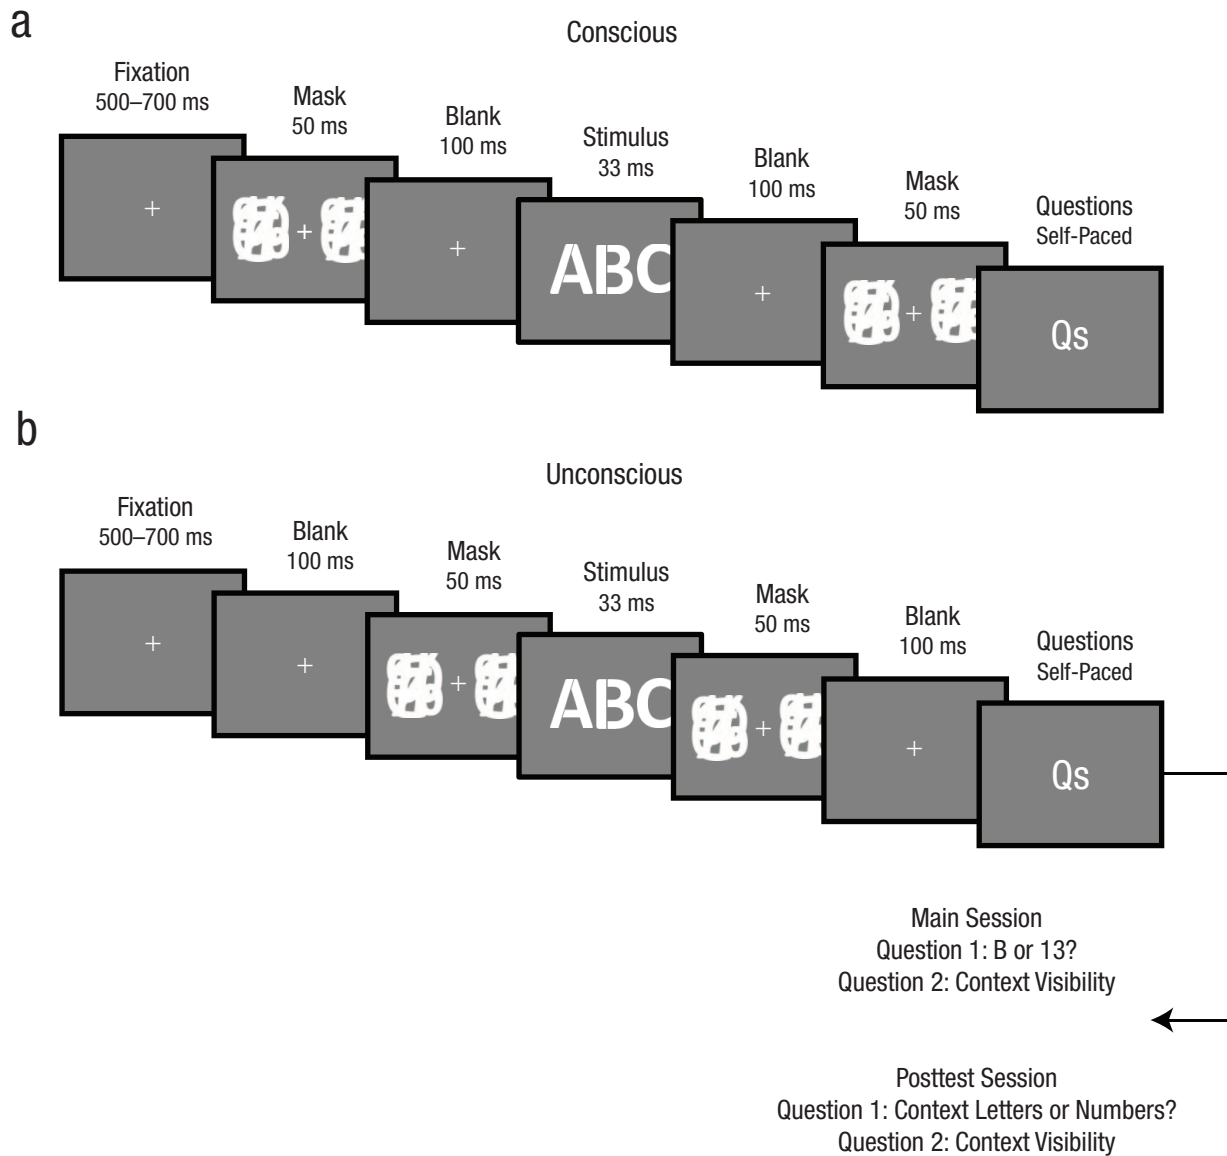 a
Conscious
Fixation
500–700 ms
Mask
50 ms
Blank
100 ms
Stimulus
33 ms
Blank
100 ms
Mask
50 ms
Questions
Self-Paced
+
+
+
ABC
+
+
Qs
b
Unconscious
Fixation
500–700 ms
Blank
100 ms
Mask
50 ms
Stimulus
33 ms
Mask
50 ms
Blank
100 ms
Questions
Self-Paced
+
+
+
ABC
+
+
Qs
Main Session
Question 1: B or 13?
Question 2: Context Visibility
Posttest Session
Question 1: Context Letters or Numbers?
Question 2: Context Visibility